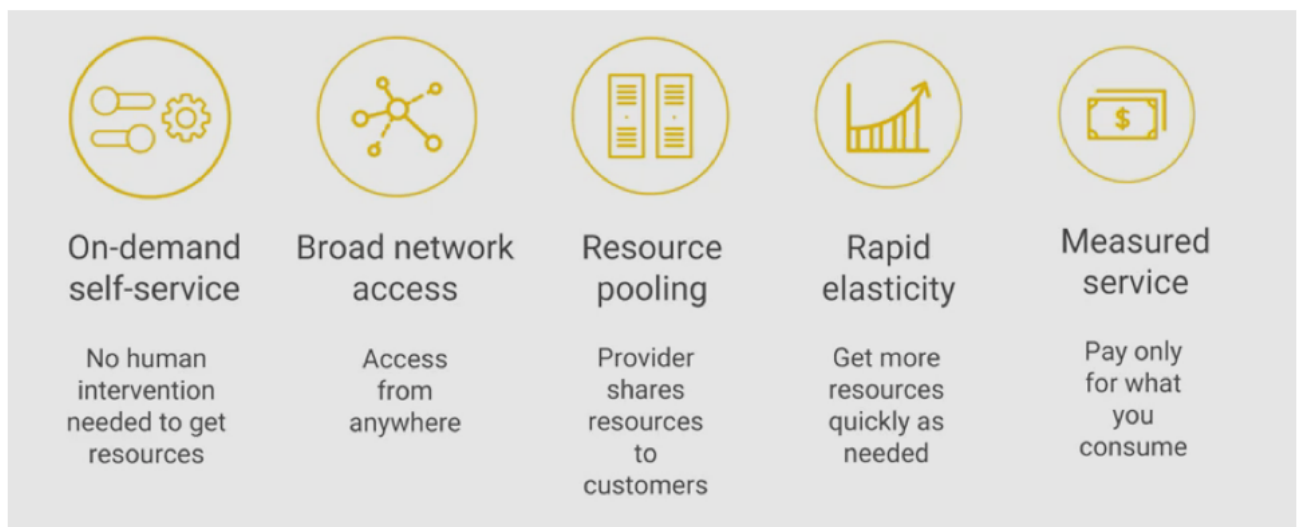 $
On-demand
self-service
No human
intervention
needed to get
resources
Broad network
access
Access
from
anywhere
Resource
pooling
Provider
shares
resources
to
customers
Rapid
elasticity
Get more
resources
quickly as
needed
Measured
service
Pay only
for what
you
consume